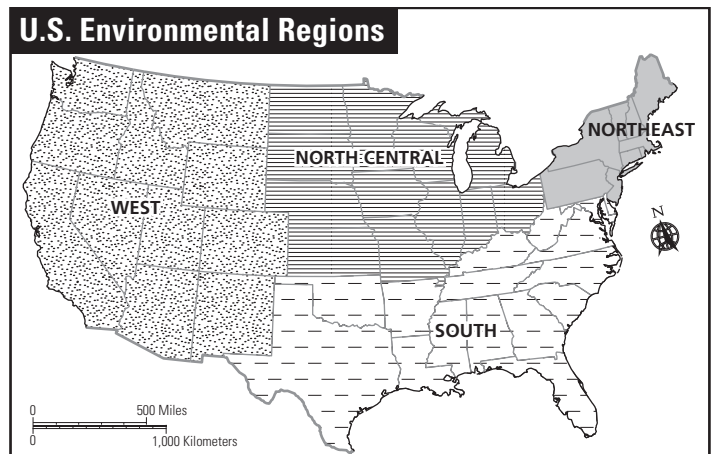 U.S. Environmental Regions
NORTHEAST
NORTH CENTRAL
WEST
N
SOUTH
0 500 Miles
0 1,000 Kilometers